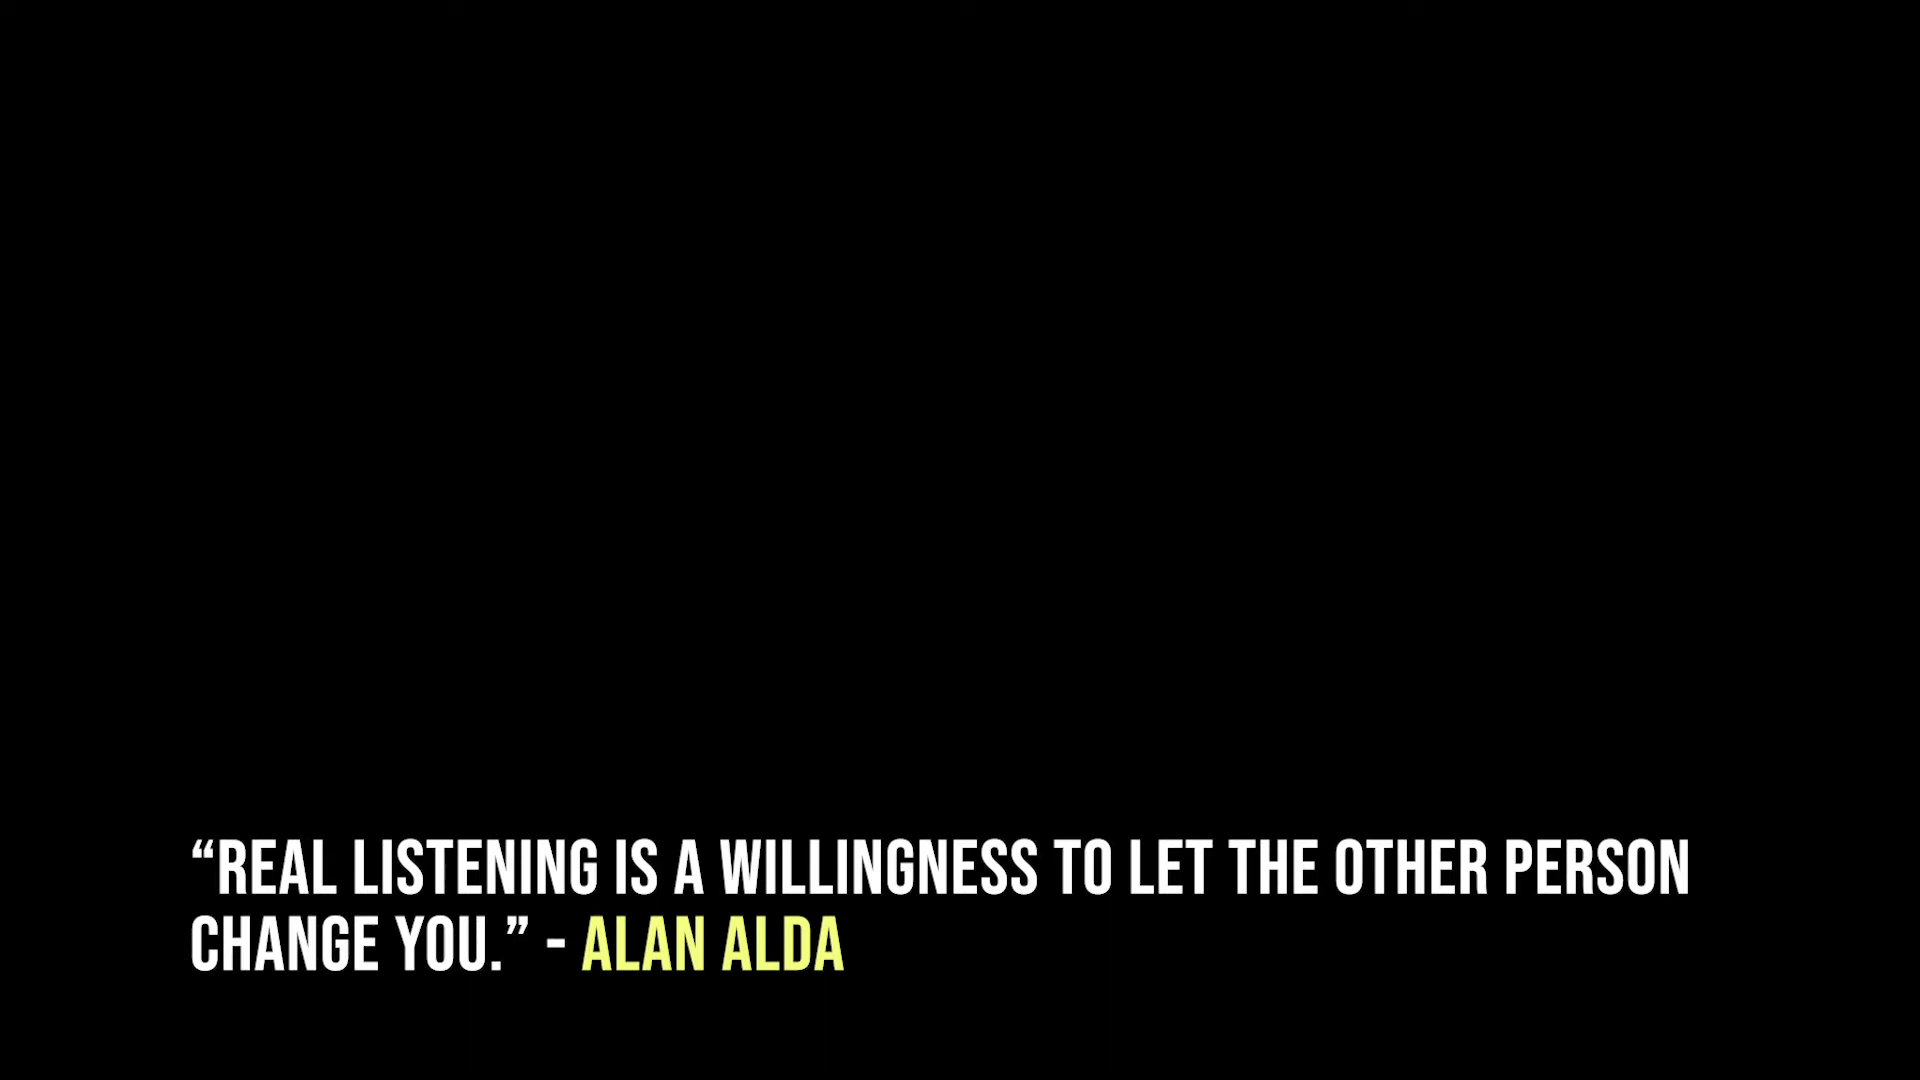 “REAL LISTENING IS A WILLINGNESS TO LET THE OTHER PERSON
CHANGE YOU.” - ALAN ALDA